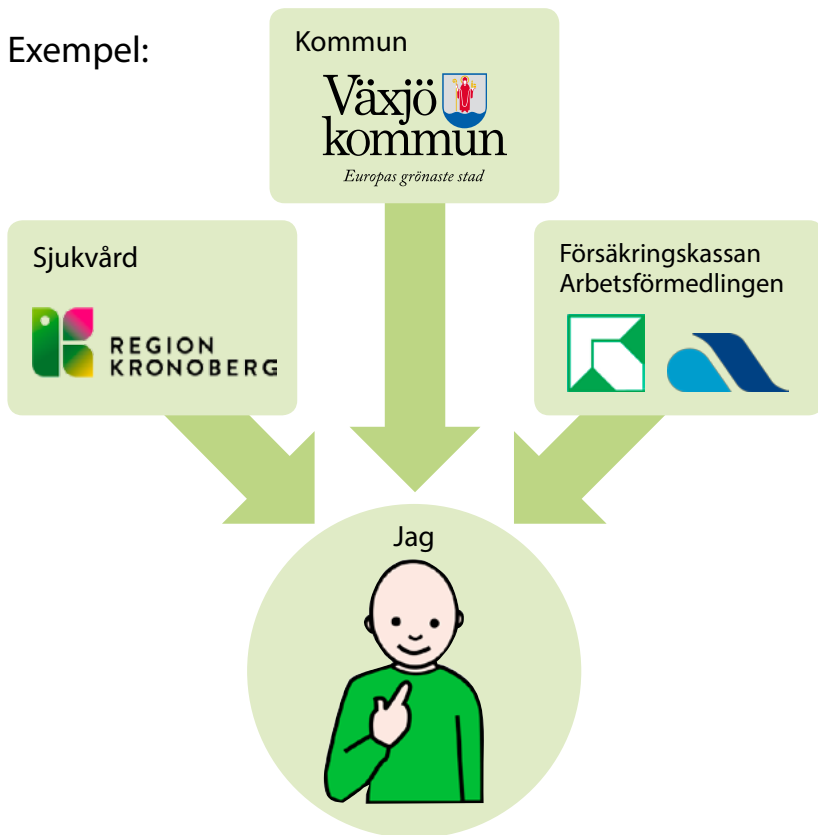 Exempel:
Kommun
Växjö
kommun
Europas grönaste stad
Sjukvård
REGION
KRONOBERG
Försäkringskassan
Arbetsförmedlingen
Jag